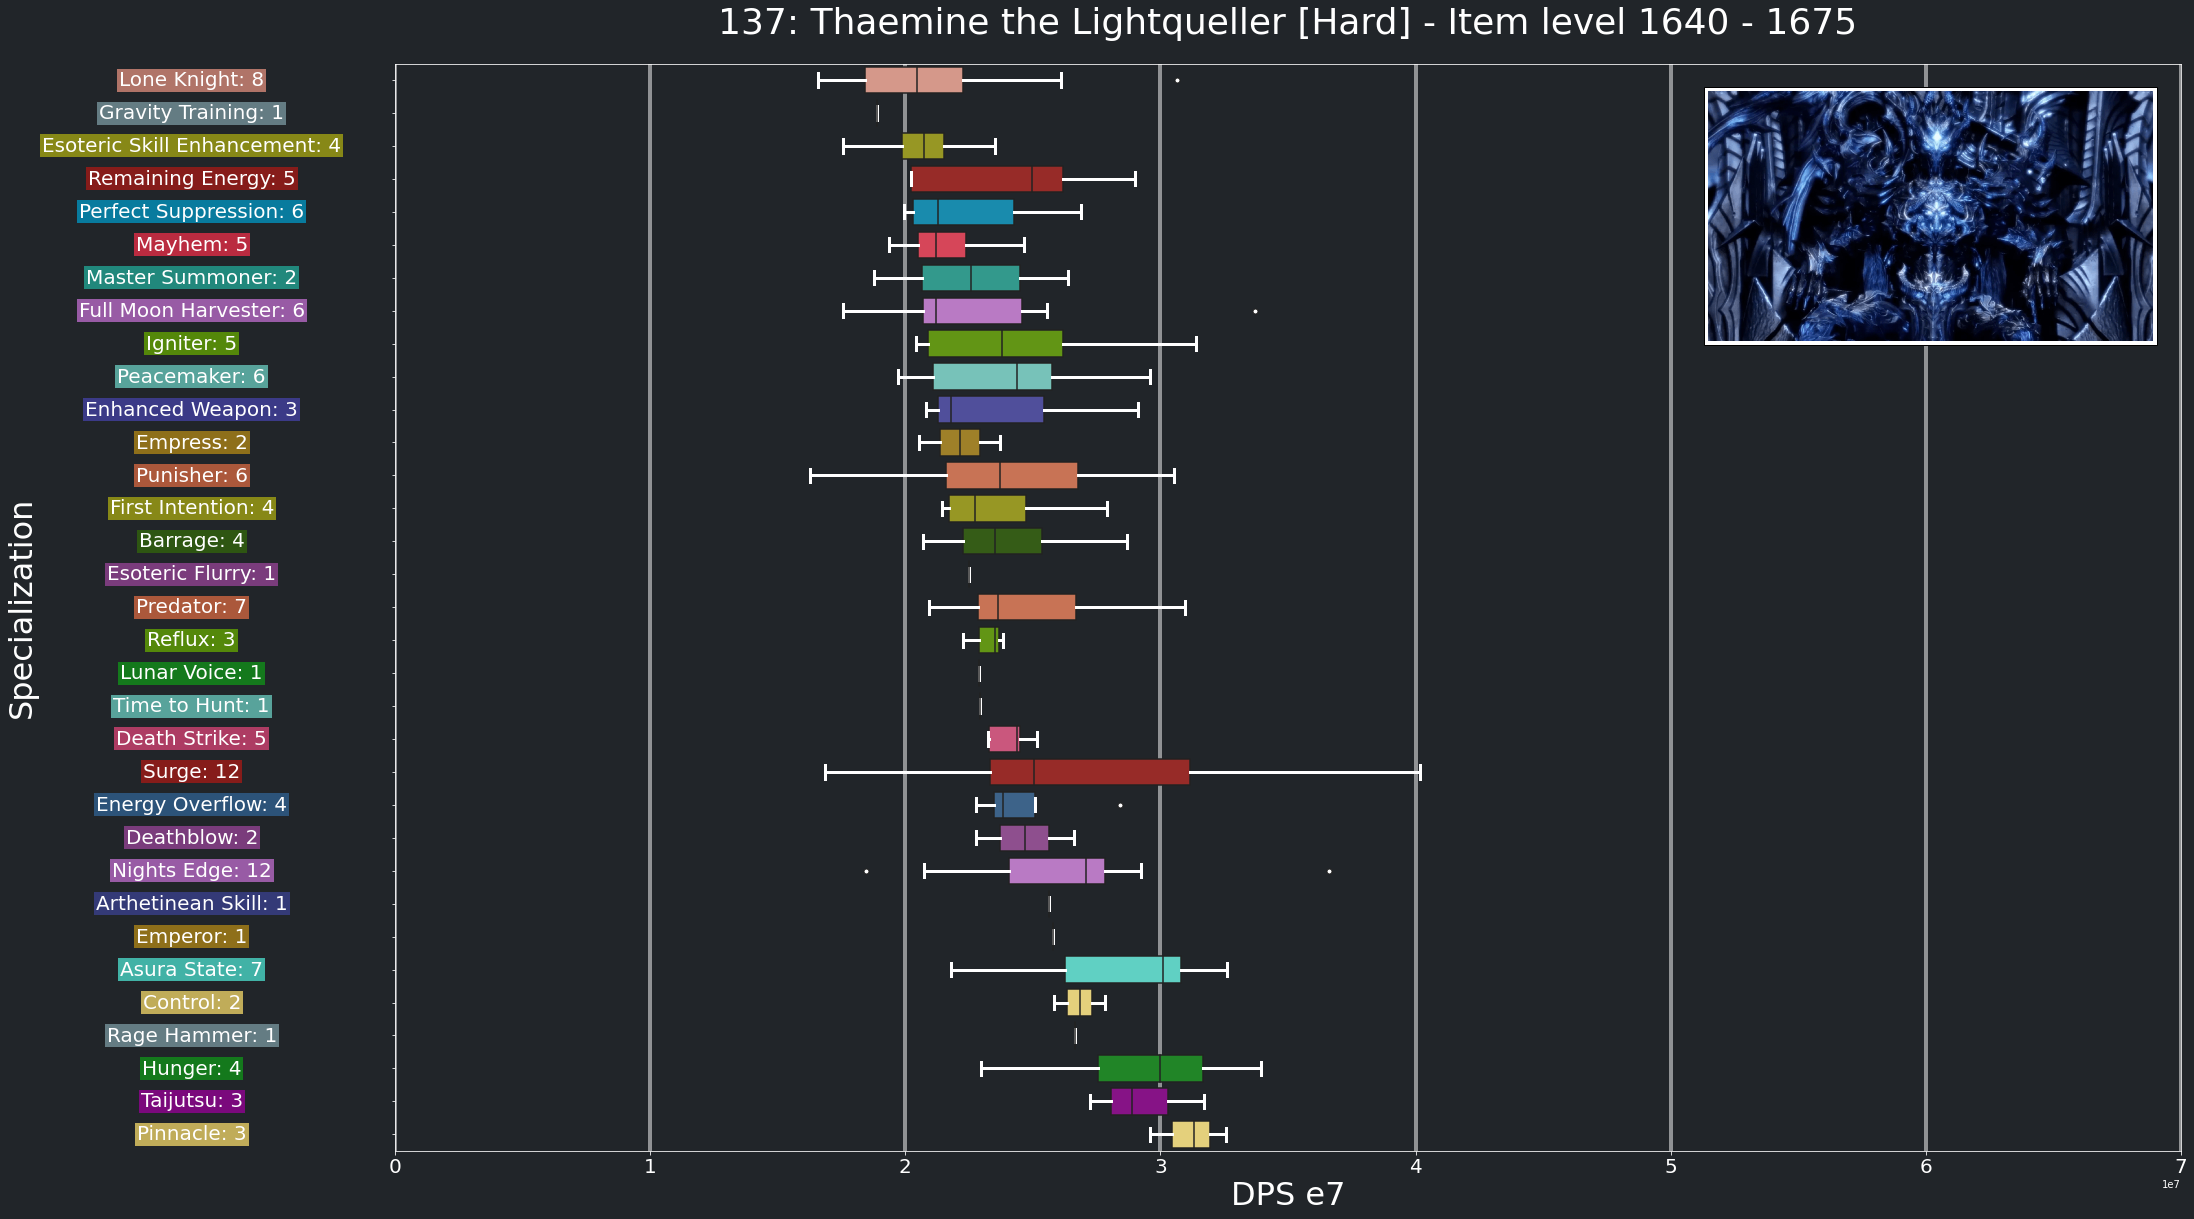 137: Thaemine the Lightqueller [Hard] - Item level 1640 - 1675
Lone Knight: 8
Gravity Training: 1
Esoteric Skill Enhancement: 4
Remaining Energy: 5
Perfect Suppression: 6
Mayhem: 5
Master Summoner: 2
Full Moon Harvester: 6
Igniter: 5
Peacemaker: 6
Enhanced Weapon: 3
Empress: 2
Punisher: 6
First Intention: 4
Barrage: 4
Esoteric Flurry: 1
Predator: 7
Reflux: 3
Lunar Voice: 1
Time to Hunt: 1
Death Strike: 5
Surge: 12
Energy Overflow: 4
Deathblow: 2
Nights Edge: 12
Arthetinean Skill: 1
Emperor: 1
Asura State: 7
Control: 2
Rage Hammer: 1
Hunger: 4
Taijutsu: 3
Pinnacle: 3
Specialization
0 1 2 3 4 5 6 7
1e7
DPS e7